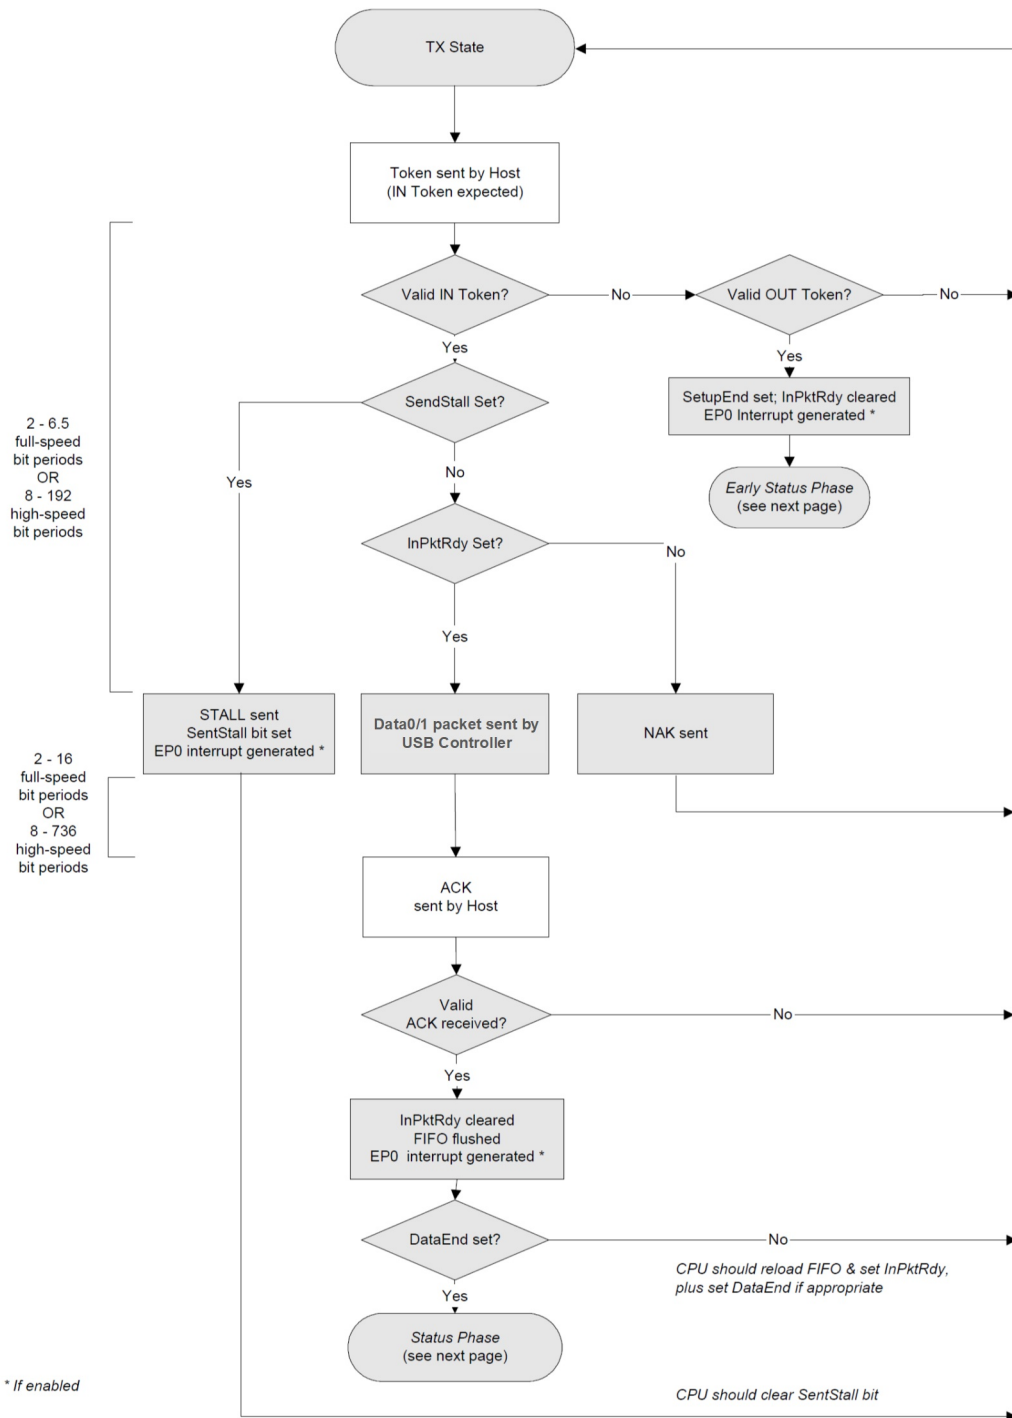 TX State
Token sent by Host
(IN Token expected)
Valid IN Token?
No
Valid OUT Token?
No
Yes
Yes
SendStall Set?
SetupEnd set; InPktRdy cleared
EP0 Interrupt generated *
2 - 6.5
full-speed
bit periods
OR
8 - 192
high-speed
bit periods
Yes
No
Early Status Phase
(see next page)
InPktRdy Set?
No
Yes
STALL sent
SentStall bit set
EP0 interrupt generated *
Data0/1 packet sent by
USB Controller
NAK sent
2 - 16
full-speed
bit periods
OR
8 - 736
high-speed
bit periods
ACK
sent by Host
Valid
ACK received?
No
Yes
InPktRdy cleared
FIFO flushed
EP0 interrupt generated *
DataEnd set?
No
CPU should reload FIFO & set InPktRdy,
plus set DataEnd if appropriate
Yes
Status Phase
(see next page)
* If enabled
CPU should clear SentStall bit